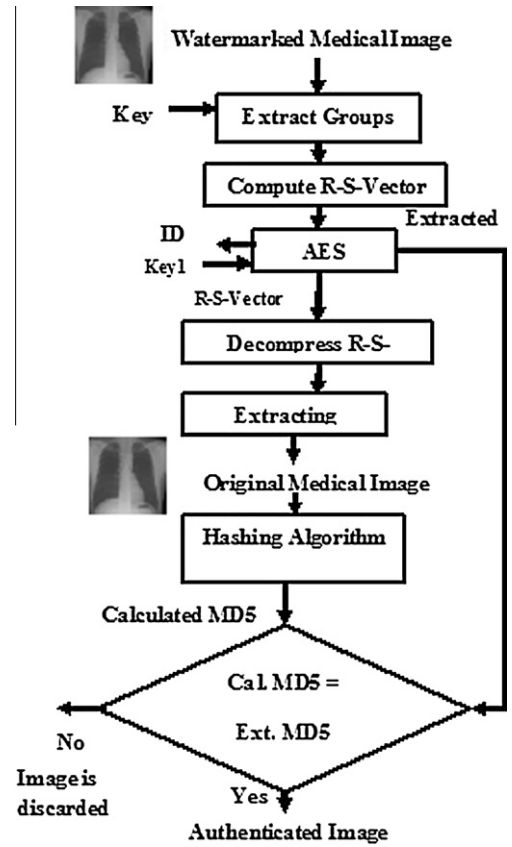 Watermarked Medical Image
Key
Extract Groups
Compute R-S-Vector
Extracted
ID
AES
Key1
R-S-Vector
Decompress R-S-
Extracting
Original Medical Image
Hashing Algorithm
Calculated MD5
Cal. MD5 =
Ext. MD5
No
Image is
discarded
Yes
Authenticated Image